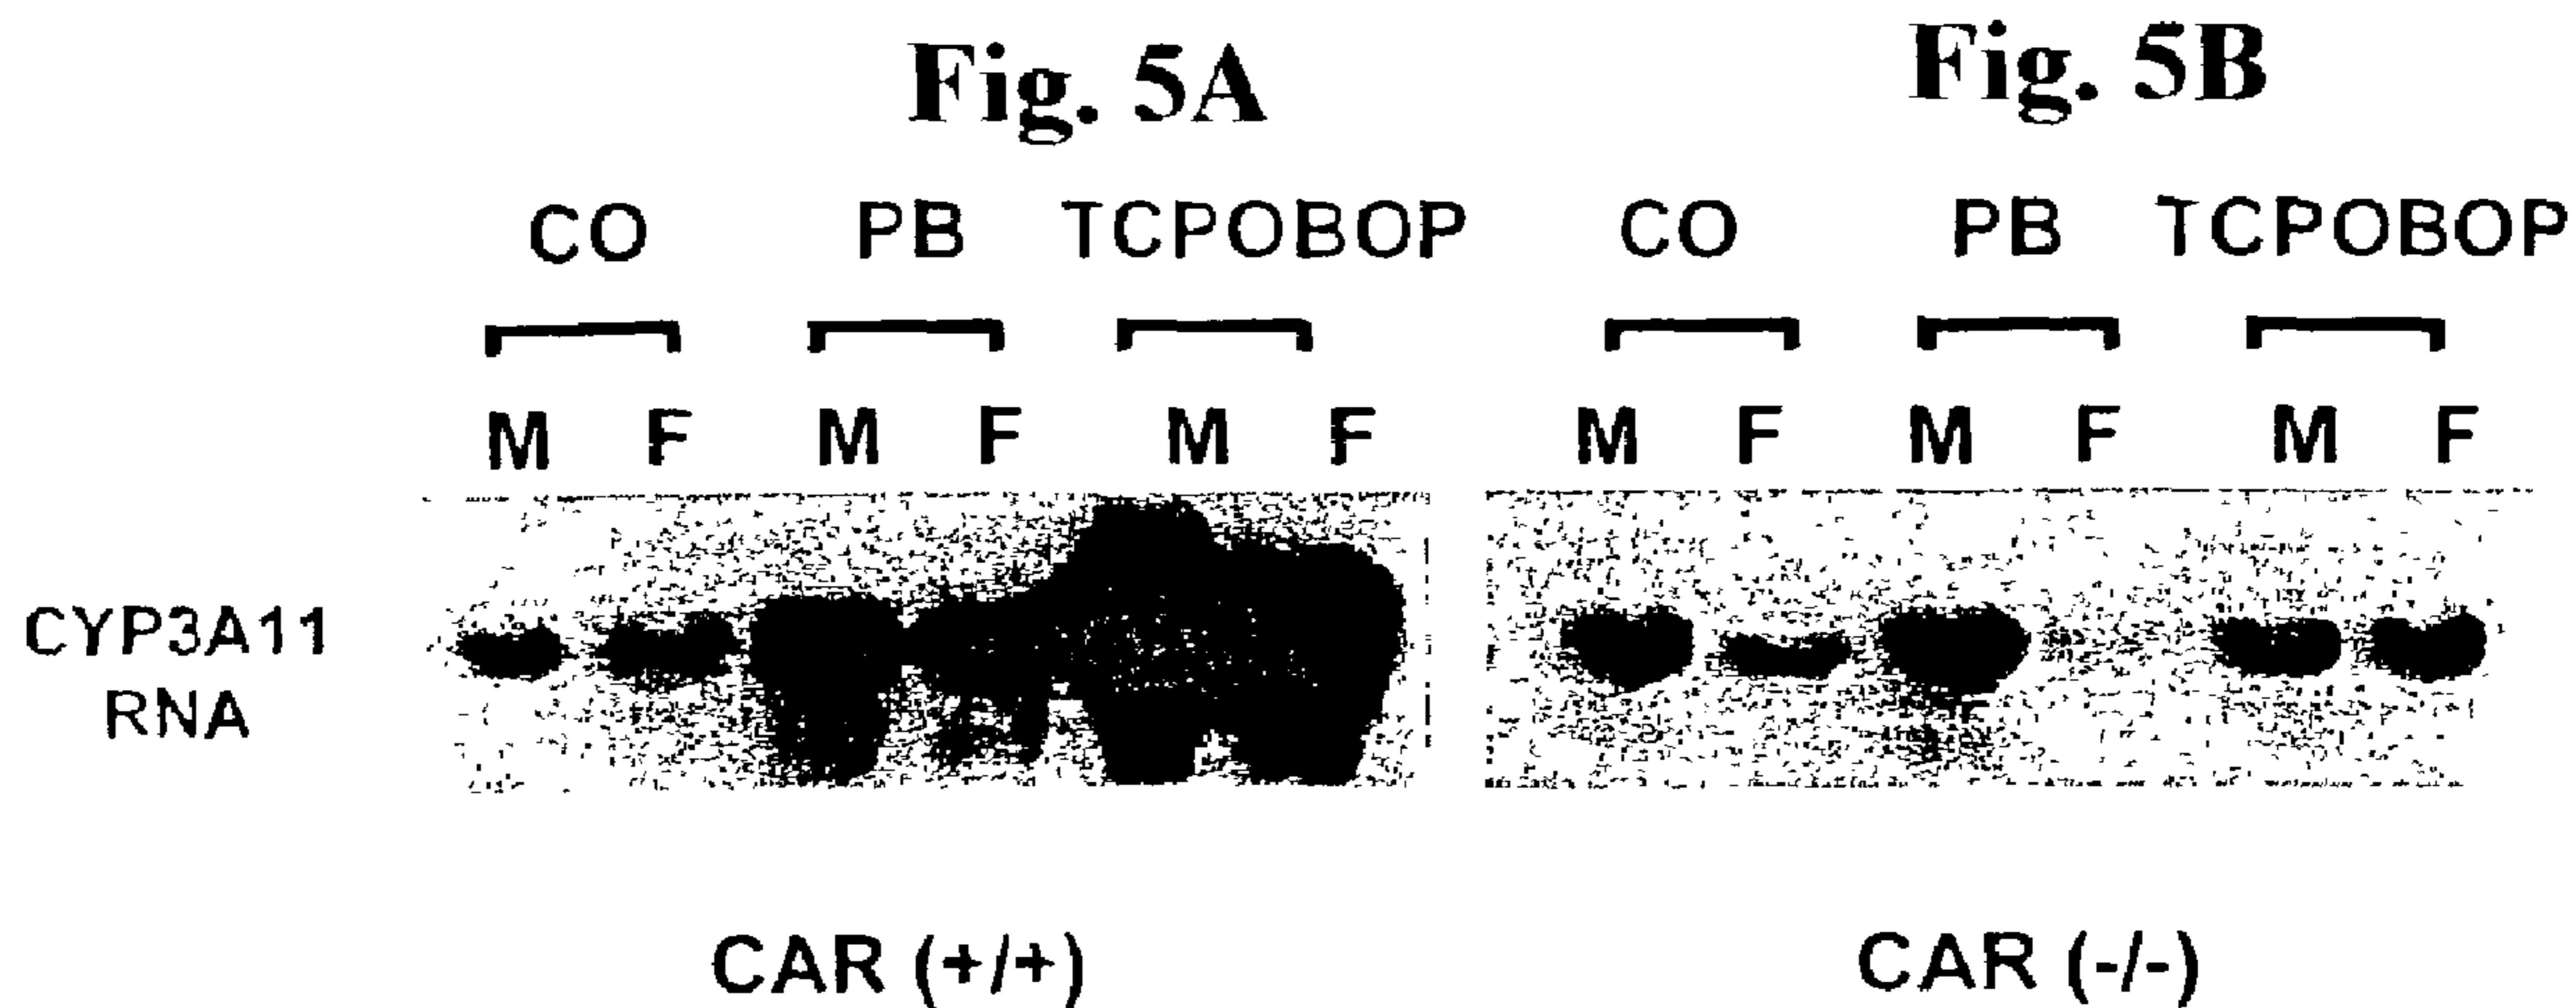 Fig. 5A Fig. 5B
CO PB TCPOBOP CO PB TCPOBOP
M F M F M F M F M F M F
CYP3A11
RNA
CAR (+/+) CAR (-/-)